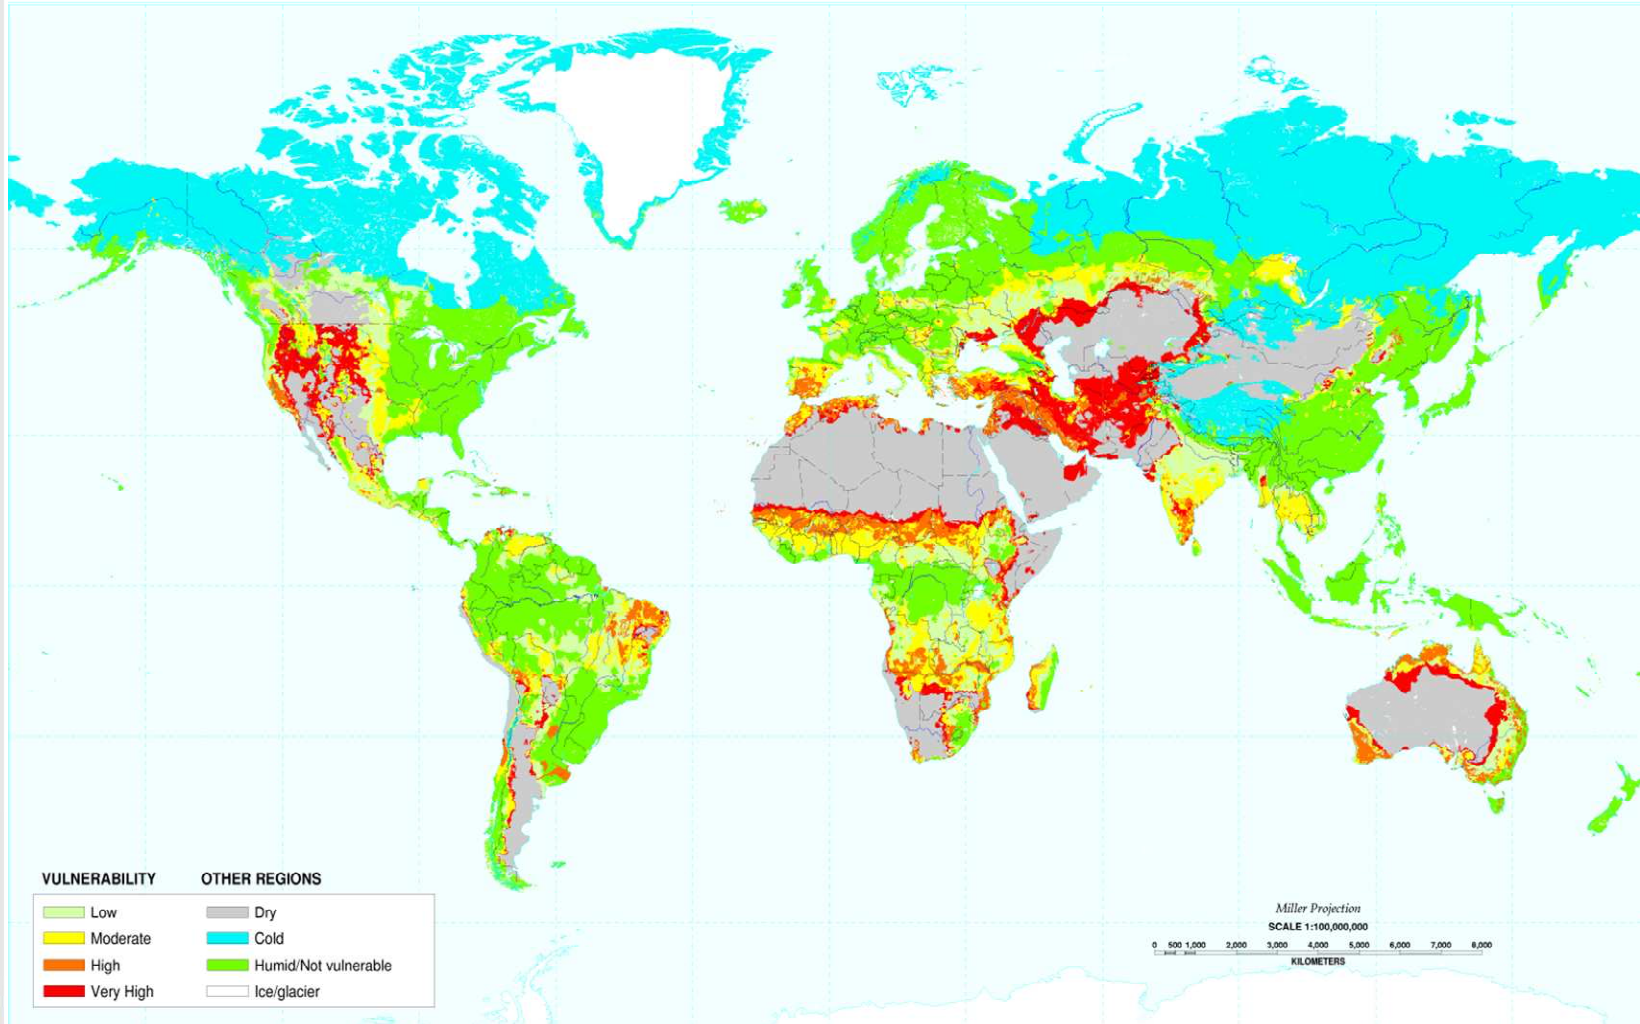 VULNERABILITY OTHER REGIONS
Low Dry
Moderate Cold
High Humid/Not vulnerable
Very High Ice/glacier
Miller Projection
SCALE 1:100,000,000
0 500 1,000 2,000 3,000 4,000 5,000 6,000 7,000 8,000
KILOMETERS